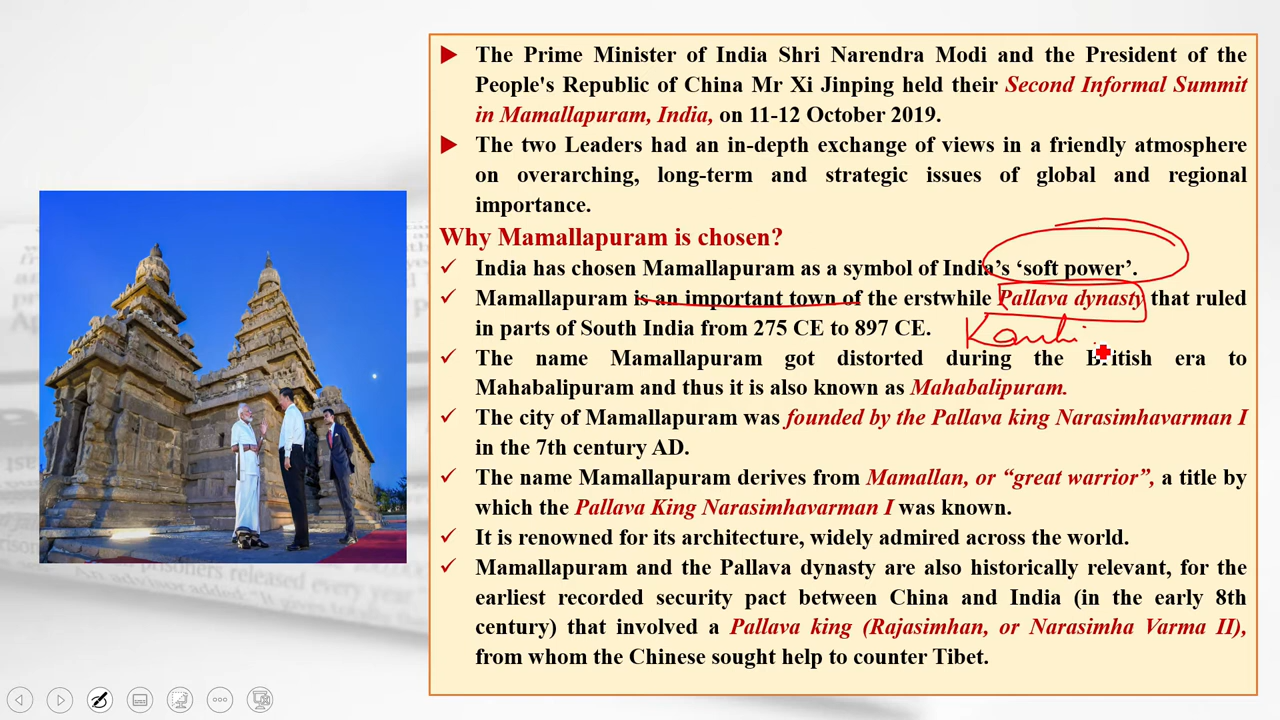 The Prime Minister of India Shri Narendra Modi and the President of the
People's Republic of China Mr Xi Jinping held their Second Informal Summit
in Mamallapuram, India, on 11-12 October 2019.
The two Leaders had an in-depth exchange of views in a friendly atmosphere
on overarching, long-term and strategic issues of global and regional
importance.
Why Mamallapuram is chosen?
India has chosen Mamallapuram as a symbol of India's ‘soft power’.
Mamallapuram is an important town of the erstwhile Pallava dynasty that ruled
in parts of South India from 275 CE to 897 CE.
The name Mamallapuram got distorted during the British era to
Mahabalipuram and thus it is also known as Mahabalipuram.
The city of Mamallapuram was founded by the Pallava king Narasimhavarman I
in the 7th century AD.
The name Mamallapuram derives from Mamallan, or “great warrior”, a title by
which the Pallava King Narasimhavarman I was known.
It is renowned for its architecture, widely admired across the world.
Mamallapuram and the Pallava dynasty are also historically relevant, for the
earliest recorded security pact between China and India (in the early 8th
century) that involved a Pallava king (Rajasimhan, or Narasimha Varma II),
from whom the Chinese sought help to counter Tibet.